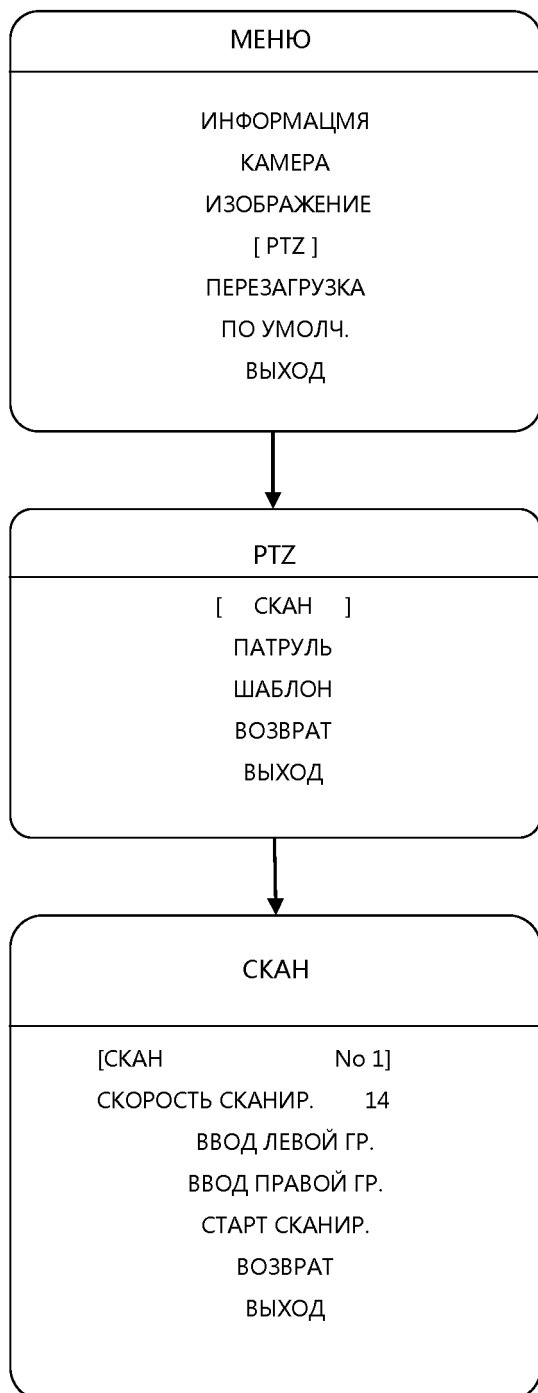 МЕНЮ
ИНФОРМАЦМЯ
КАМЕРА
ИЗОБРАЖЕНИЕ
[ PTZ ]
ПЕРЕЗАГРУЗКА
ПО УМОЛЧ.
ВЫХОД
PTZ
[ СКАН ]
ПАТРУЛЬ
ШАБЛОН
ВОЗВРАТ
ВЫХОД
СКАН
[СКАН No 1]
СКОРОСТЬ СКАНИР. 14
ВВОД ЛЕВОЙ ГР.
ВВОД ПРАВОЙ ГР.
СТАРТ СКАНИР.
ВОЗВРАТ
ВЫХОД